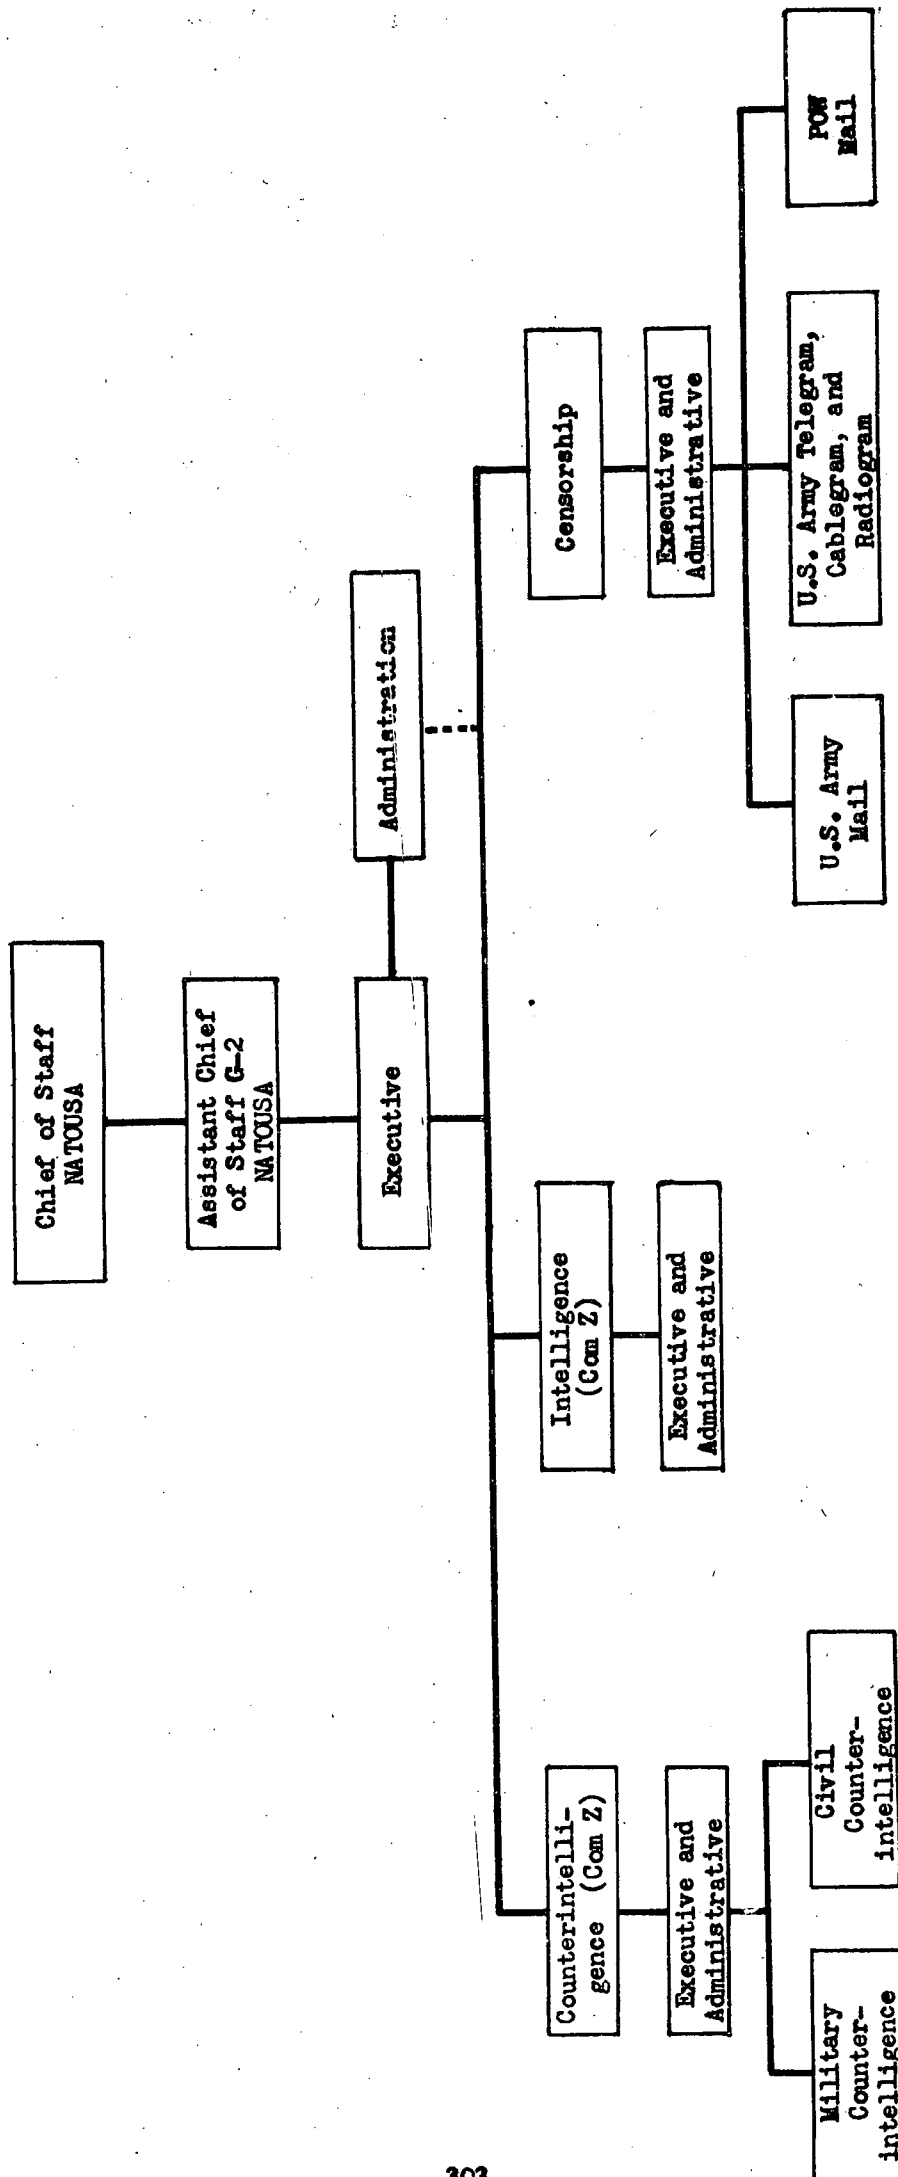 Chief of Staff
NATOUSA
Assistant Chief
of Staff G-2
NATOUSA
Executive
Administration
Counterintelli-
gence (Com Z)
Intelligence
(Com Z)
Censorship
Executive and
Administrative
Executive and
Administrative
Executive and
Administrative
Military
Counter-
intelligence
Civil
Counter-
intelligence
U.S. Army
Mail
U.S. Army Telegram,
Cablegram, and
Radiogram
POW
Mail
303